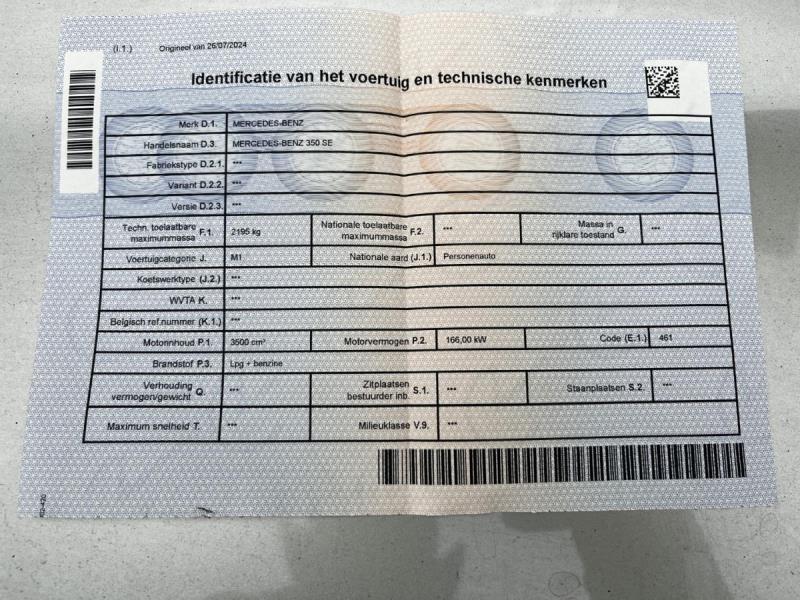 (I.1.) Origineel van 26/07/2024
Identificatie van het voertuig en technische kenmerken
Merk D.1. MERCEDES-BENZ
Handelsnaam D.3. MERCEDES-BENZ 350 SE
Fabriekstype D.2.1. ***
Variant D.2.2. ***
Versie D.2.3. ***
Techn. toelaatbare maximummassa F.1. 2195 kg Nationale toelaatbare maximummassa F.2. *** Massa in rijklare toestand G. ***
Voertuigcategorie J. M1 Nationale aard (J.1.) Personenauto
Koetswerktype (J.2.) ***
WVTA K. ***
Belgisch ref.nummer (K.1.) ***
Motorinhoud P.1. 3500 cm³ Motorvermogen P.2. 166,00 kW Code (E.1.) 461
Brandstof P.3. Lpg + benzine
Verhouding vermogen/gewicht Q. *** Zitplaatsen bestuurder inb. S.1. *** Staanplaatsen S.2. ***
Maximum snelheid T. *** Milieuklasse V.9. ***